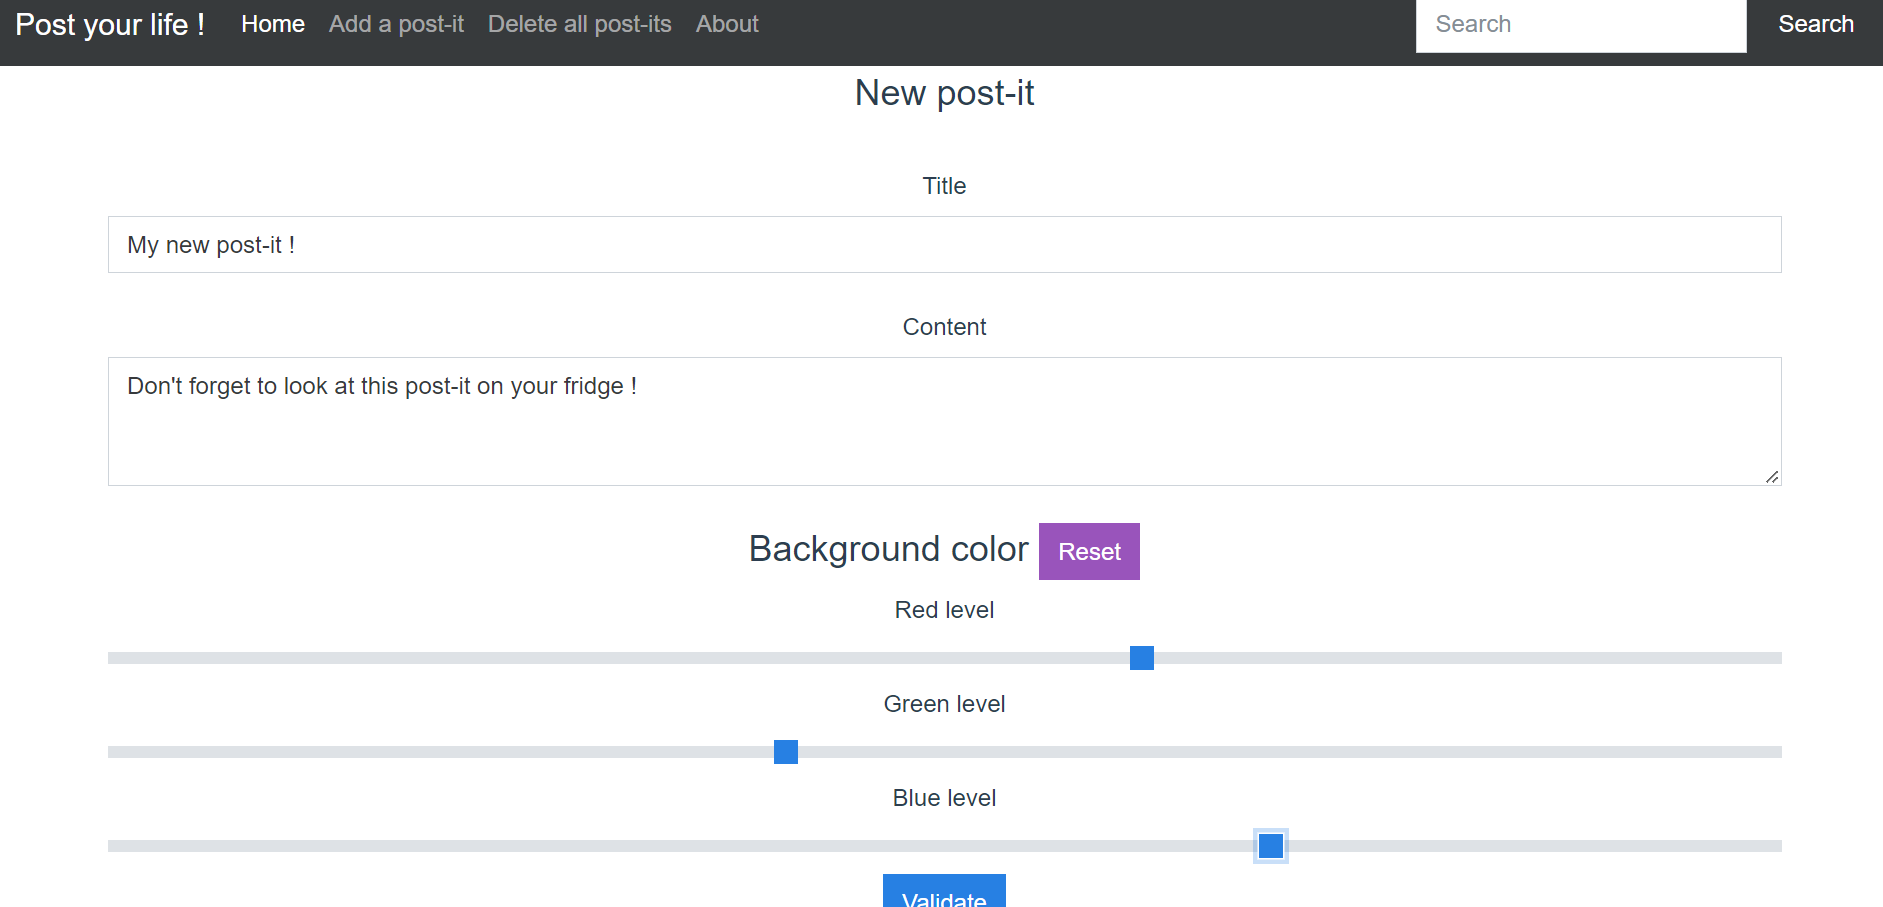 Post your life ! Home Add a post-it Delete all post-its About Search Search
New post-it
Title
My new post-it !
Content
Don't forget to look at this post-it on your fridge !
Background color Reset
Red level
Green level
Blue level
Validate